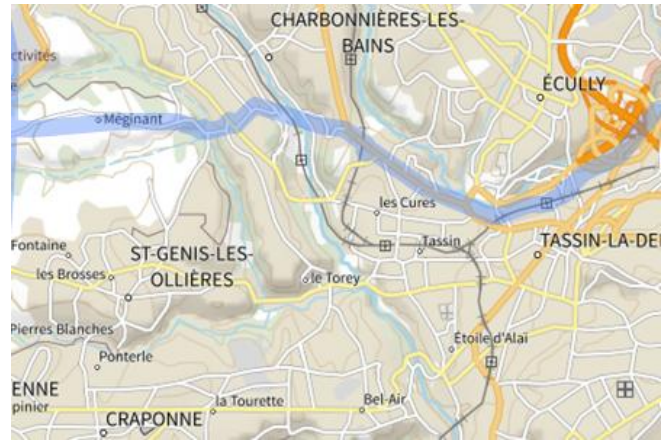 CHARBONNIÈRES-LES-
BAINS
activités
ÉCULLY
Méginant
les Cures
Fontaine
ST-GENIS-LES-
OLLIÈRES
Tassin
TASSIN-LA-DE
les Brosses
le Torey
Pierres Blanches
Étoile d'Alaï
Ponterle
ENNE
pinier
la Tourette
Bel-Air
CRAPONNE